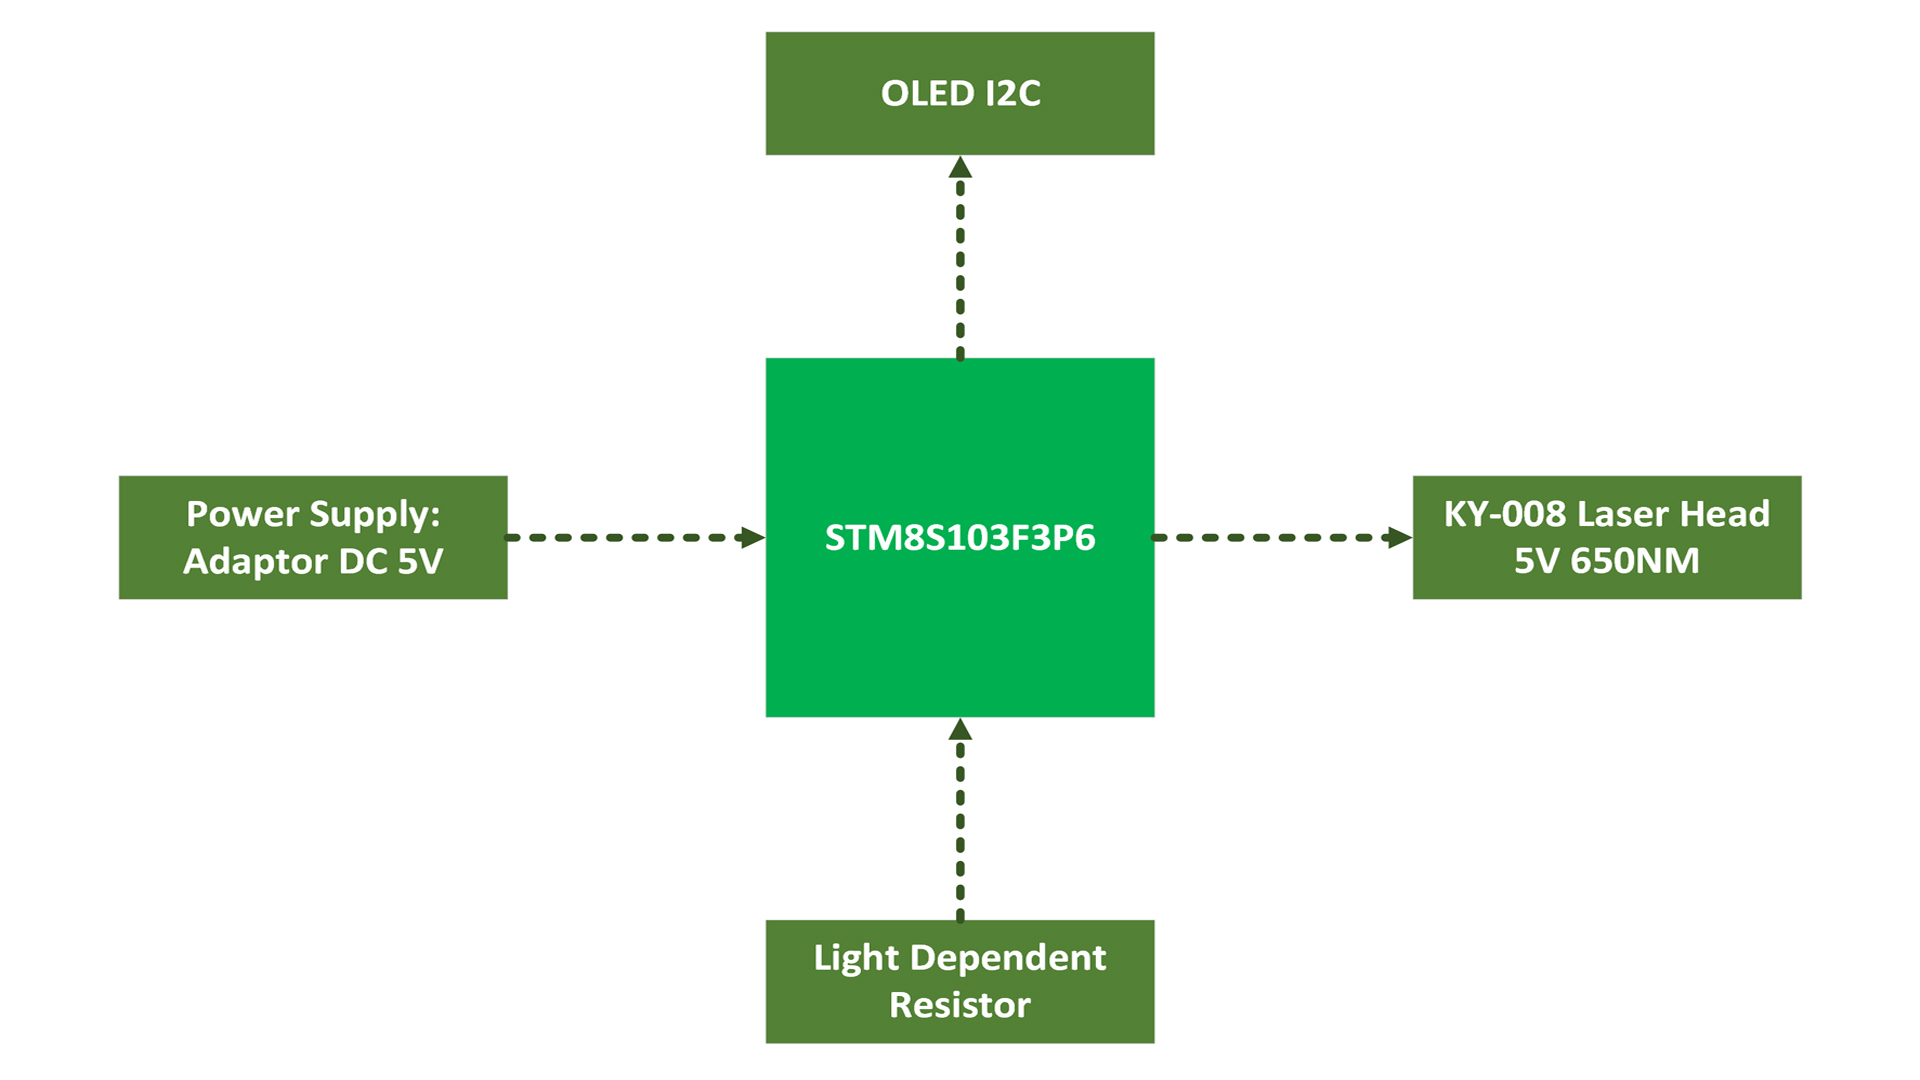 OLED I2C
Power Supply:
Adaptor DC 5V
STM8S103F3P6
KY-008 Laser Head
5V 650NM
Light Dependent
Resistor